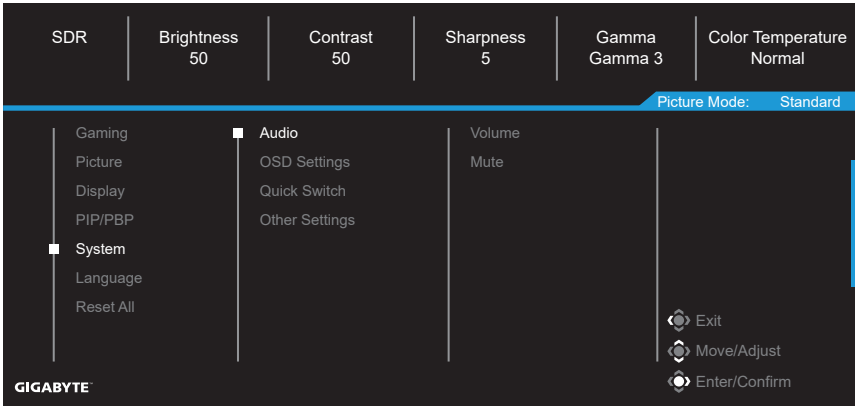 SDR
Brightness
50
Contrast
50
Sharpness
5
Gamma
Gamma 3
Color Temperature
Normal
Picture Mode: Standard
Gaming
Picture
Display
PIP/PBP
System
Language
Reset All
Audio
OSD Settings
Quick Switch
Other Settings
Volume
Mute
Exit
Move/Adjust
Enter/Confirm
GIGABYTE™